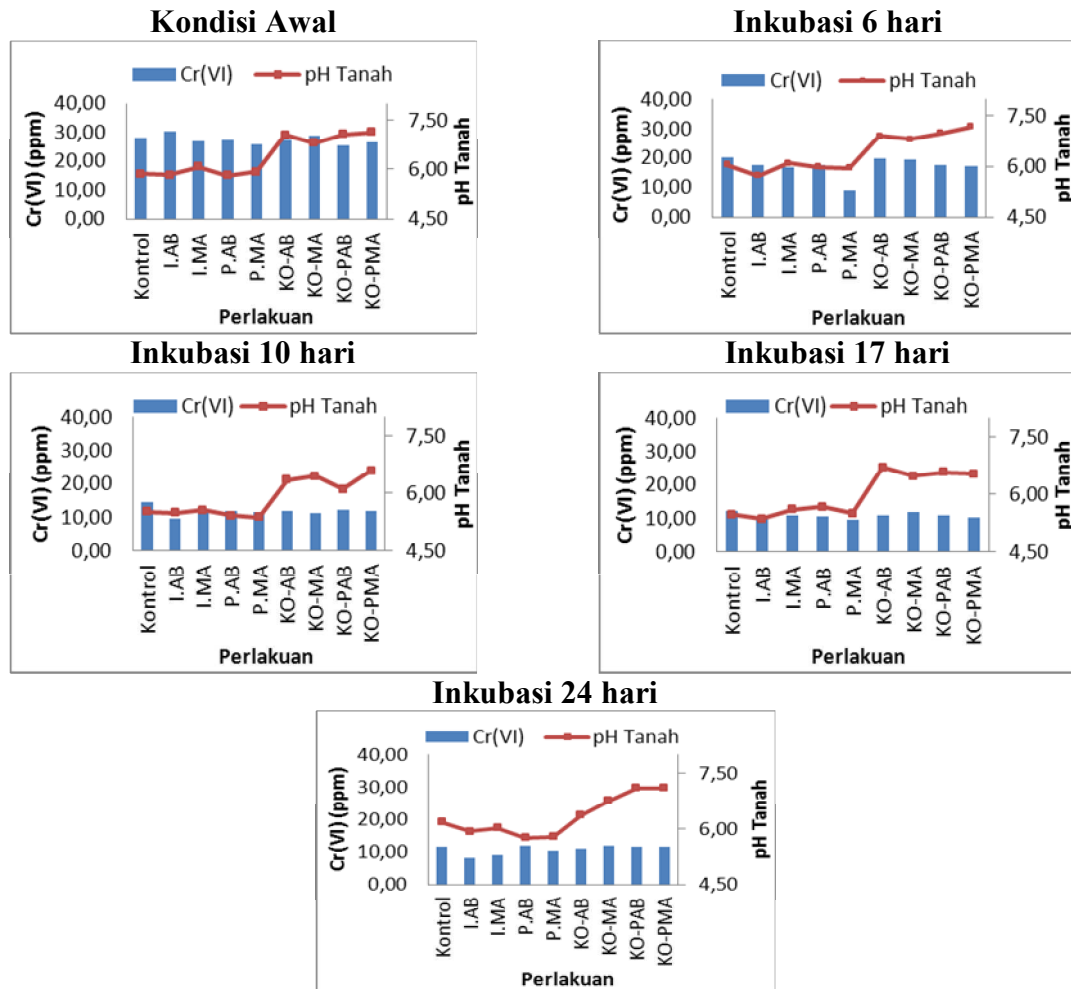 Kondisi Awal
Cr(VI) pH Tanah
40,00
30,00
20,00
10,00
0,00
Cr(VI) (ppm)
7,50
6,00
4,50
pH Tanah
Kontrol
I.AB
I.MA
P.AB
P.MA
KO-AB
KO-MA
KO-PAB
KO-PMA
Perlakuan
Inkubasi 6 hari
Cr(VI) pH Tanah
40,00
30,00
20,00
10,00
0,00
Cr(VI) (ppm)
7,50
6,00
4,50
pH Tanah
Kontrol
I.AB
I.MA
P.AB
P.MA
KO-AB
KO-MA
KO-PAB
KO-PMA
Perlakuan
Inkubasi 10 hari
Cr(VI) pH Tanah
40,00
30,00
20,00
10,00
0,00
Cr(VI) (ppm)
7,50
6,00
4,50
pH Tanah
Kontrol
I.AB
I.MA
P.AB
P.MA
KO-AB
KO-MA
KO-PAB
KO-PMA
Perlakuan
Inkubasi 17 hari
Cr(VI) pH Tanah
40,00
30,00
20,00
10,00
0,00
Cr(VI) (ppm)
7,50
6,00
4,50
pH Tanah
Kontrol
I.AB
I.MA
P.AB
P.MA
KO-AB
KO-MA
KO-PAB
KO-PMA
Perlakuan
Inkubasi 24 hari
Cr(VI) pH Tanah
40,00
30,00
20,00
10,00
0,00
Cr(VI) (ppm)
7,50
6,00
4,50
pH Tanah
Kontrol
I.AB
I.MA
P.AB
P.MA
KO-AB
KO-MA
KO-PAB
KO-PMA
Perlakuan